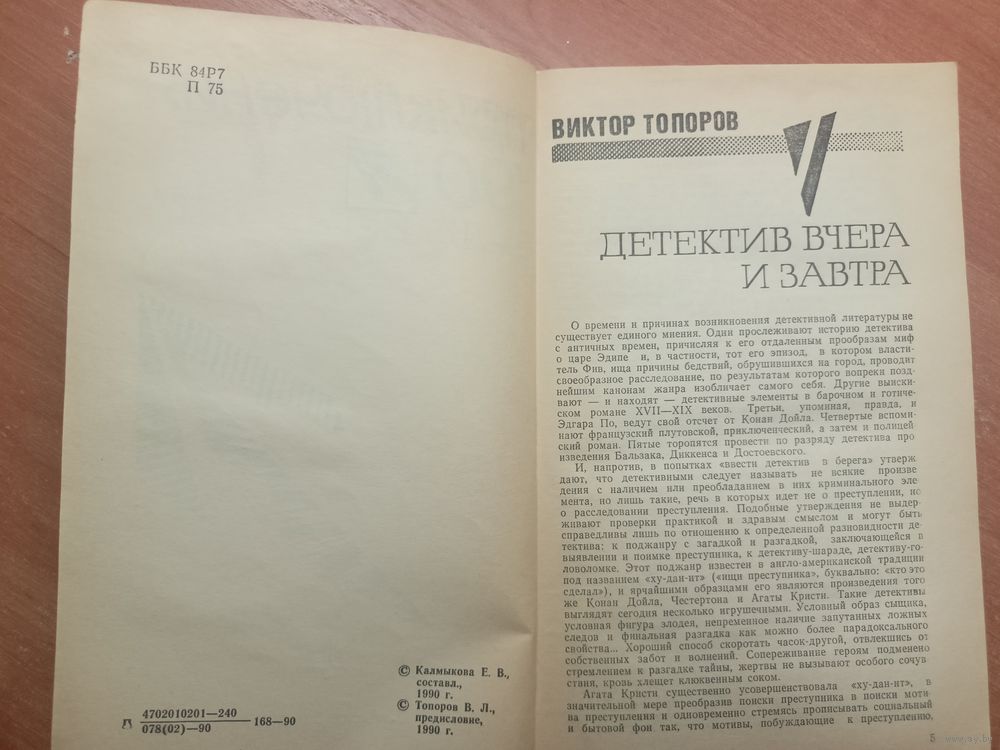 ББК 84Р7
П 75
© Калмыкова Е. В.,
составл.,
1990 г.
© Топоров В. Л.,
предисловие,
1990 г.
4702010201—240
078(02)—90
168—90
ВИКТОР ТОПОРОВ
ДЕТЕКТИВ ВЧЕРА
И ЗАВТРА
О времени и причинах возникновения детективной литературы не
существует единого мнения. Одни прослеживают историю детектива
с античных времен, причисляя к его отдаленным прообразам миф
о царе Эдипе и, в частности, тот его эпизод, в котором власти-
тель Фив, ища причины бедствий, обрушившихся на город, проводит
своеобразное расследование, по результатам которого вопреки позд-
нейшим канонам жанра изобличает самого себя. Другие выиски-
вают — и находят — детективные элементы в барочном и готиче-
ском романе XVII—XIX веков. Третьи, упоминая, правда, и
Эдгара По, ведут свой отсчет от Конан Дойла. Четвертые вспоми-
нают французский плутовской, приключенческий, а затем и полицей
ский роман. Пятые торопятся провести по разряду детектива про
изведения Бальзака, Диккенса и Достоевского.
И, напротив, в попытках «ввести детектив в берега» утверж
дают, что детективными следует называть не всякие произве
дения с наличием или преобладанием в них криминального эле
мента, но лишь такие, речь в которых идет не о преступлении, но
о расследовании преступления. Подобные утверждения не выдер-
живают проверки практикой и здравым смыслом и могут быть
справедливы лишь по отношению к определенной разновидности де-
тектива: к поджанру с загадкой и разгадкой, заключающейся в
выявлении и поимке преступника, к детективу-шараде, детективу-го-
ловоломке. Этот поджанр известен в англо-американской традиции
под названием «ху-дан-ит» («ищи преступника», буквально: «кто это
сделал»), и ярчайшими образцами его являются произведения того
же Конан Дойла, Честертона и Агаты Кристи. Такие детективы
выглядят сегодня несколько игрушечными. Условный образ сыщика,
условная фигура злодея, непременное наличие запутанных ложных
следов и финальная разгадка как можно более парадоксального
свойства... Хороший способ скоротать часок-другой, отвлекшись от
собственных забот и волнений. Сопереживание героям подменено
стремлением к разгадке тайны, жертвы не вызывают особого сочув-
ствия, кровь хлещет клюквенным соком.
Агата Кристи существенно усовершенствовала «ху-дан-ит», в
значительной мере преобразив поиски преступника в поиски моти-
ва преступления и одновременно стремясь прописывать социальный
и бытовой фон так, что мотивы, побуждающие к преступлению,
5